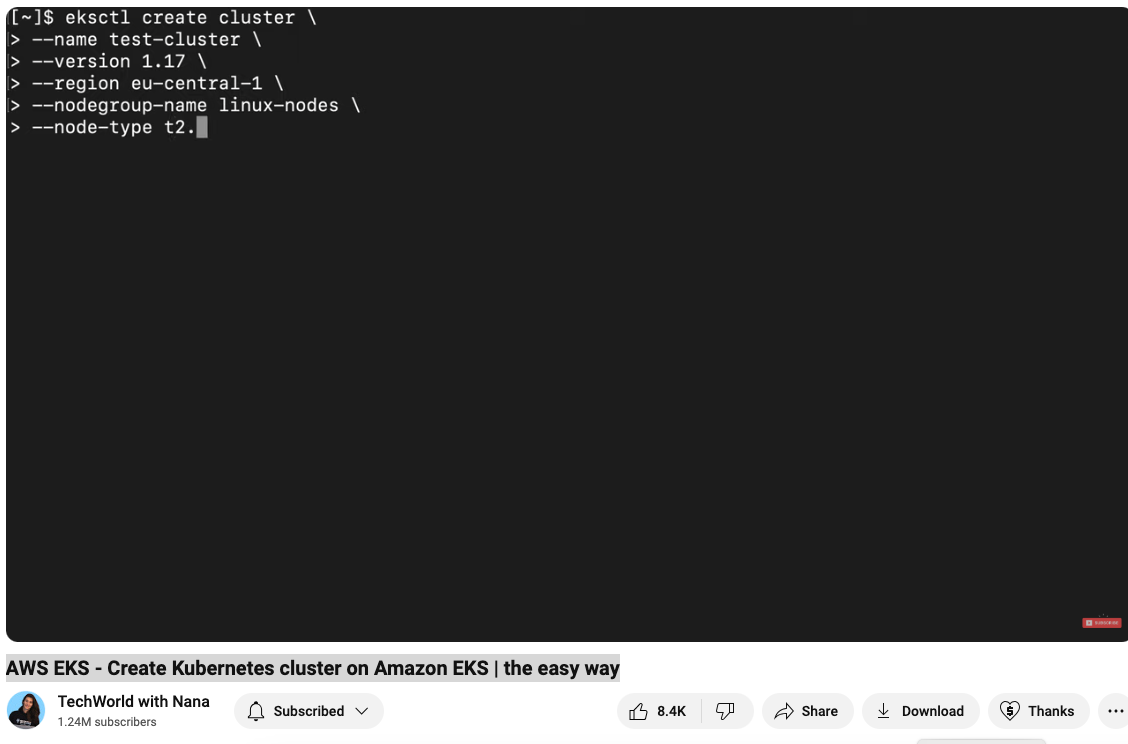 [~]$ eksctl create cluster \
> --name test-cluster \
> --version 1.17 \
> --region eu-central-1 \
> --nodegroup-name linux-nodes \
> --node-type t2.
SUBSCRIBE
AWS EKS - Create Kubernetes cluster on Amazon EKS | the easy way
TechWorld with Nana
1.24M subscribers
Subscribed
8.4K
Share
Download
Thanks